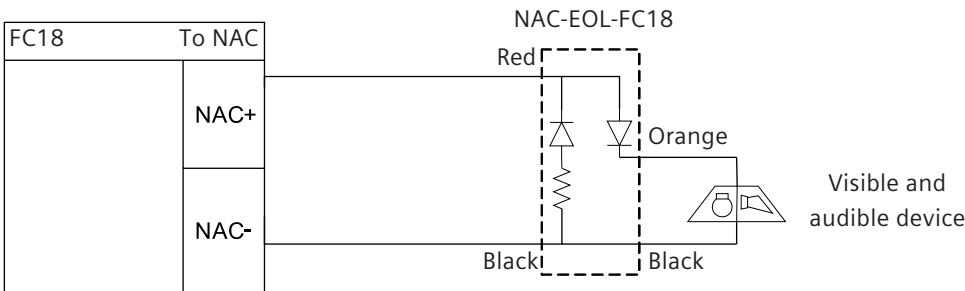 NAC-EOL-FC18
FC18 To NAC
Red
NAC+
Orange
Visible and
audible device
NAC-
Black Black